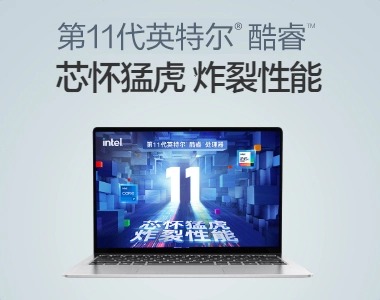 第11代英特尔® 酷睿™
芯怀猛虎 炸裂性能
intel
第11代英特尔 酷睿 处理器
11
芯怀猛虎
炸裂性能